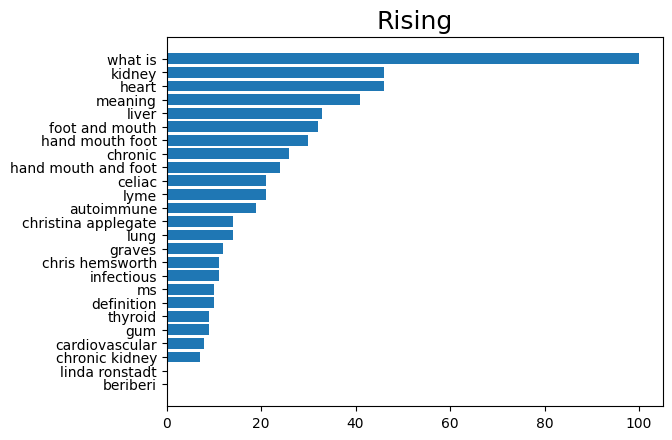 Rising
what is
kidney
heart
meaning
liver
foot and mouth
hand mouth foot
chronic
hand mouth and foot
celiac
lyme
autoimmune
christina applegate
lung
graves
chris hemsworth
infectious
ms
definition
thyroid
gum
cardiovascular
chronic kidney
linda ronstadt
beriberi
0 20 40 60 80 100